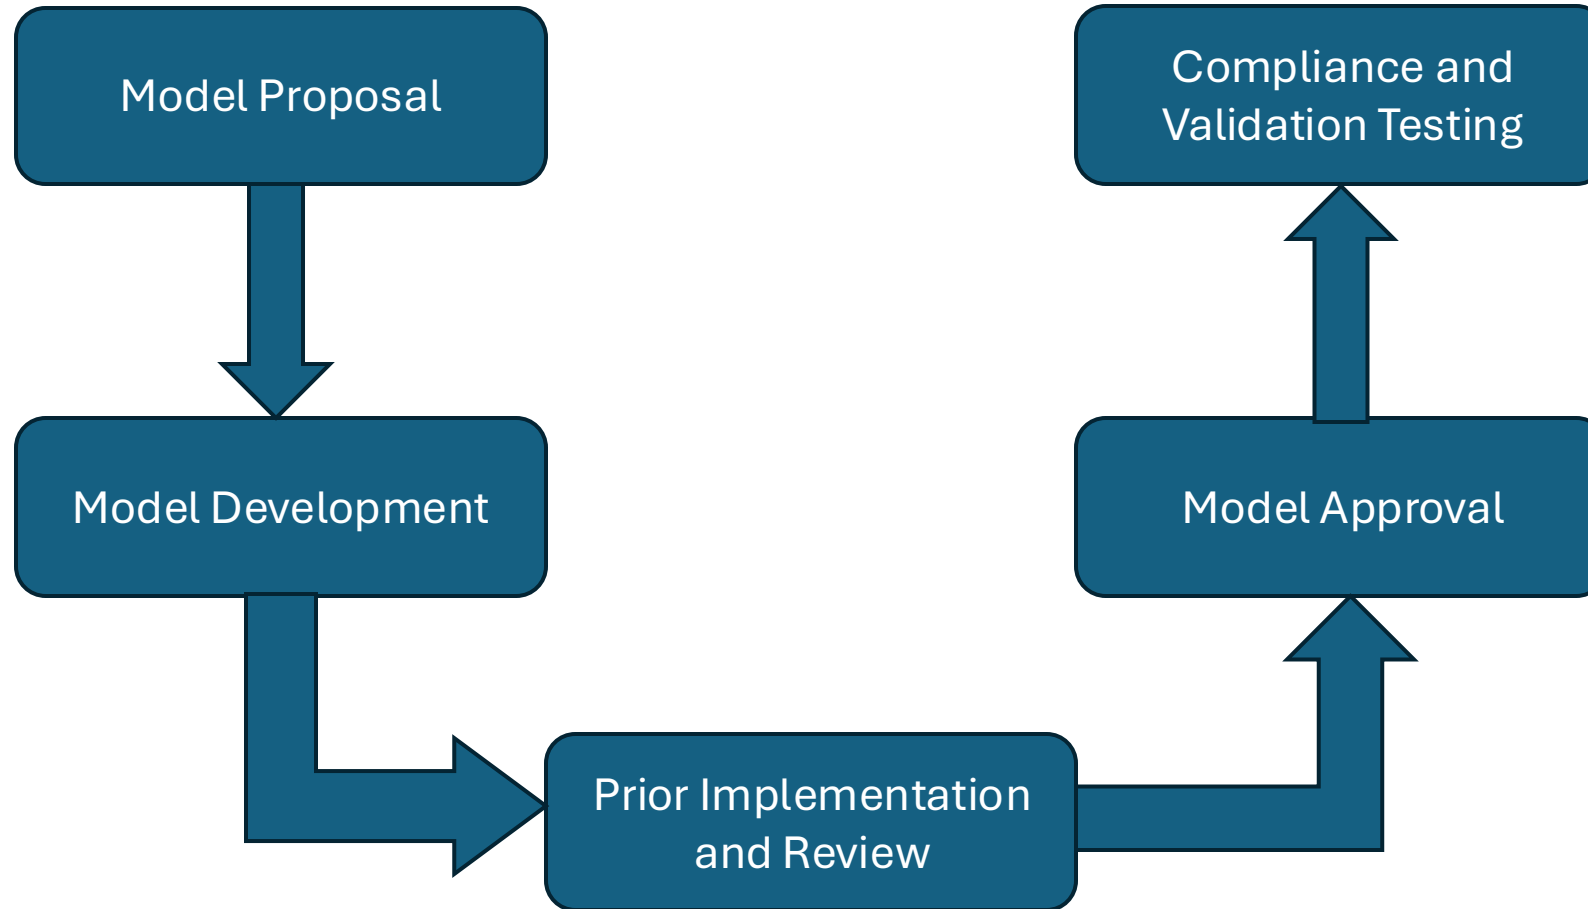 Model Proposal
Compliance and
Validation Testing
Model Development
Model Approval
Prior Implementation
and Review